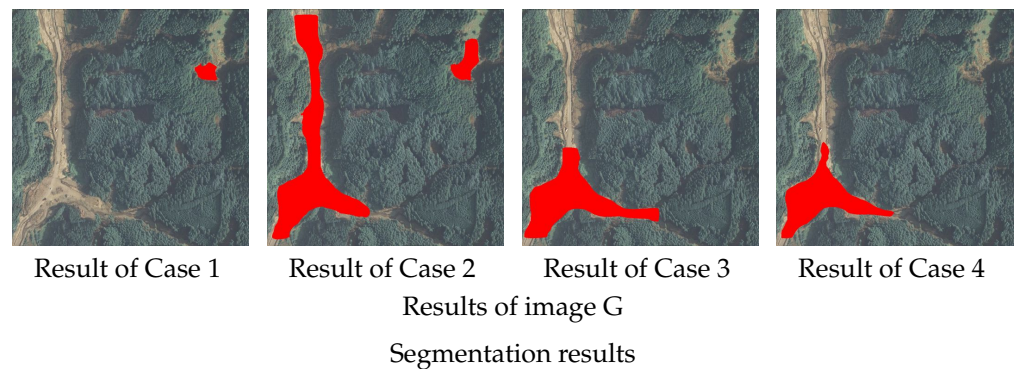 Result of Case 1 Result of Case 2 Result of Case 3 Result of Case 4
Results of image G
Segmentation results